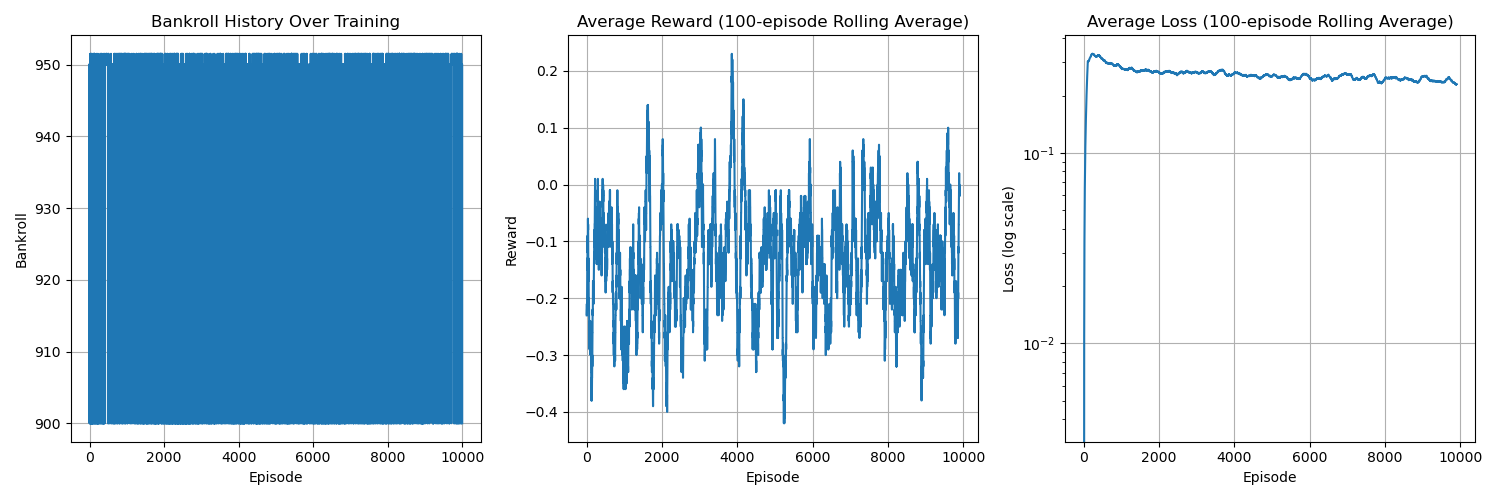 Bankroll History Over Training
Bankroll
950
940
930
920
910
900
0 2000 4000 6000 8000 10000
Episode
Average Reward (100-episode Rolling Average)
Reward
0.2
0.1
0.0
−0.1
−0.2
−0.3
−0.4
0 2000 4000 6000 8000 10000
Episode
Average Loss (100-episode Rolling Average)
Loss (log scale)
10⁻¹
10⁻²
0 2000 4000 6000 8000 10000
Episode